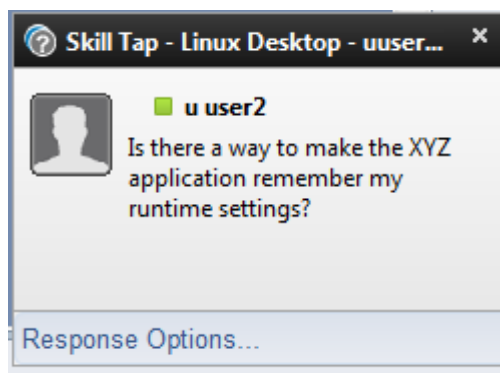 Skill Tap - Linux Desktop - uuser...
u user2
Is there a way to make the XYZ
application remember my
runtime settings?
Response Options...